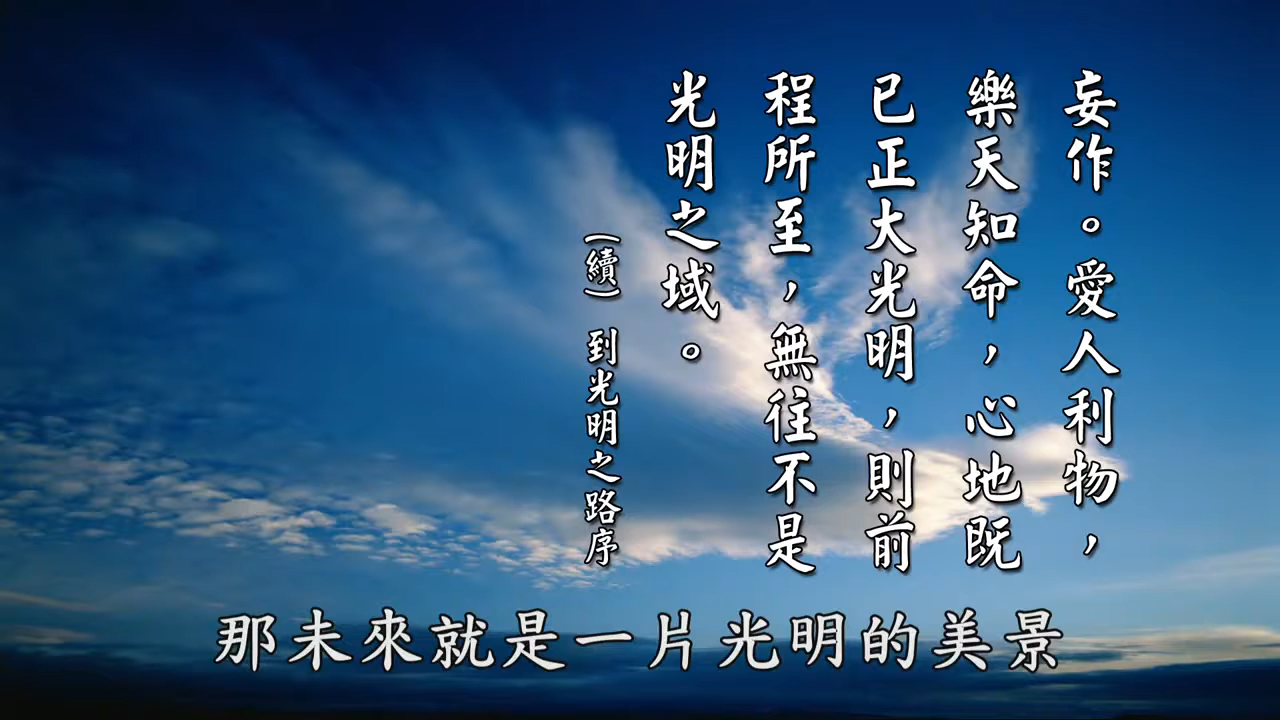 妄作。愛人利物，
樂天知命，心地既
已正大光明，則前
程所至，無往不是
光明之域。
（續）到光明之路序
那未來就是一片光明的美景